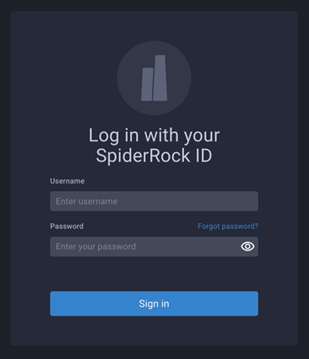 Log in with your
SpiderRock ID
Username
Enter username
Password Forgot password?
Enter your password
Sign in